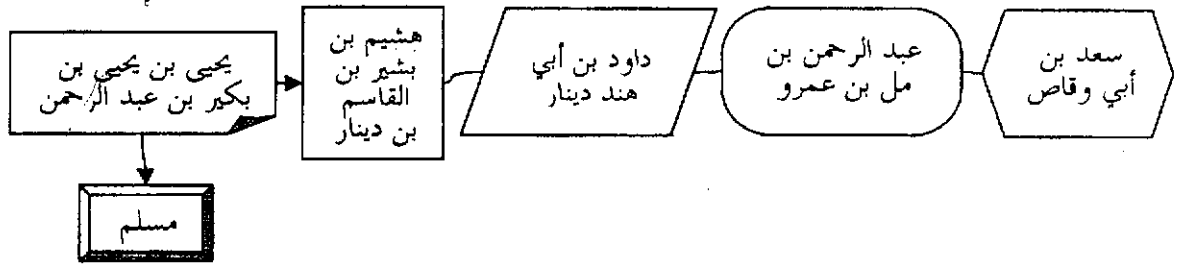 سعد بن
أبي وقاص
عبد الرحمن بن
مل بن عمرو
داود بن أبي
هند دينار
هشيم بن
بشير بن
القاسم
بن دينار
يحيى بن يحيى بن
بكير بن عبد الرحمن
مسلم